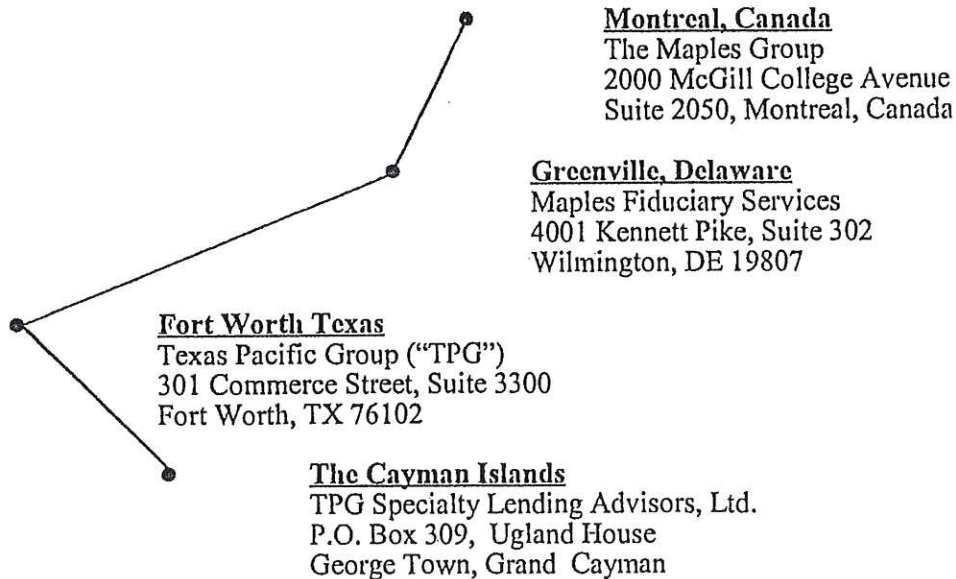 Montreal, Canada
The Maples Group
2000 McGill College Avenue
Suite 2050, Montreal, Canada
Greenville, Delaware
Maples Fiduciary Services
4001 Kennett Pike, Suite 302
Wilmington, DE 19807
Fort Worth Texas
Texas Pacific Group ("TPG")
301 Commerce Street, Suite 3300
Fort Worth, TX 76102
The Cayman Islands
TPG Specialty Lending Advisors, Ltd.
P.O. Box 309, Ugland House
George Town, Grand Cayman